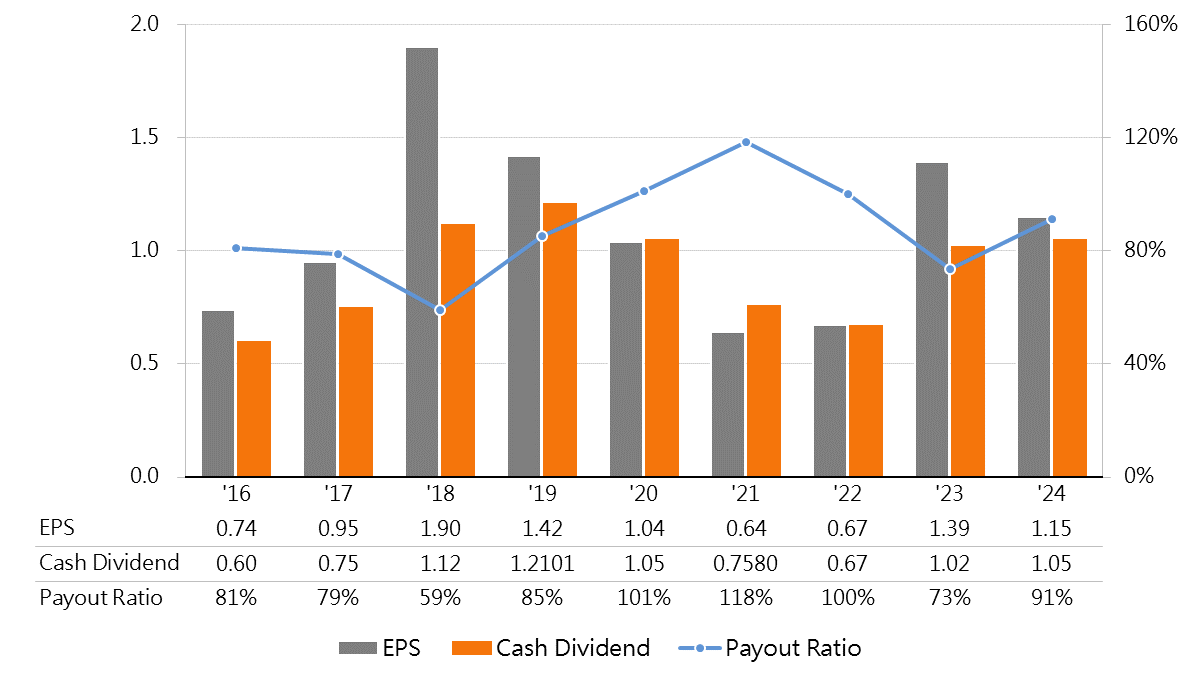 2.0 160%
1.5 120%
1.0 80%
0.5 40%
0.0 0%
'16 '17 '18 '19 '20 '21 '22 '23 '24
EPS 0.74 0.95 1.90 1.42 1.04 0.64 0.67 1.39 1.15
Cash Dividend 0.60 0.75 1.12 1.2101 1.05 0.7580 0.67 1.02 1.05
Payout Ratio 81% 79% 59% 85% 101% 118% 100% 73% 91%
EPS Cash Dividend Payout Ratio